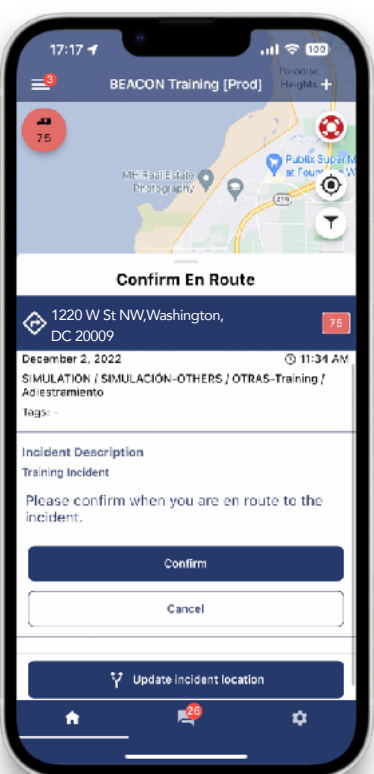 17:17
100
3
BEACON Training [Prod]
Paradise
Heights
75
MH Real Estate
Photography
Publix Super M
at Fountai
W
Confirm En Route
1220 W St NW,Washington,
DC 20009
75
December 2, 2022
11:34 AM
SIMULATION / SIMULACIÓN-OTHERS / OTRAS-Training /
Adiestramiento
Tags: -
Incident Description
Training Incident
Please confirm when you are en route to the
incident.
Confirm
Cancel
Update incident location
26